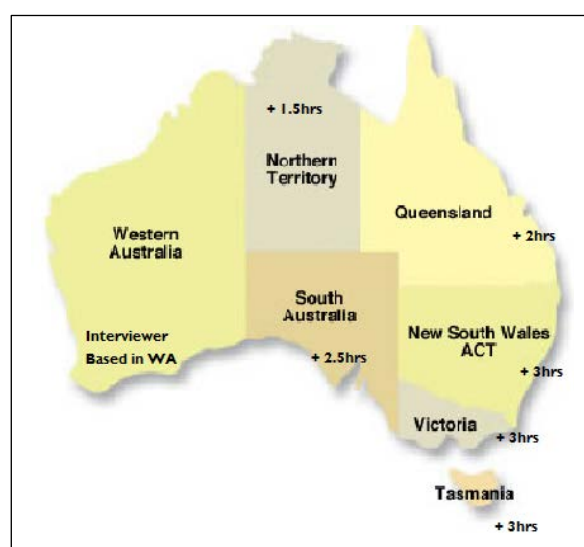 + 1.5hrs
Northern
Territory
Queensland
+ 2hrs
Western
Australia
South
Australia
+ 2.5hrs
Interviewer
Based in WA
New South Wales
ACT
+ 3hrs
Victoria
+ 3hrs
Tasmania
+ 3hrs